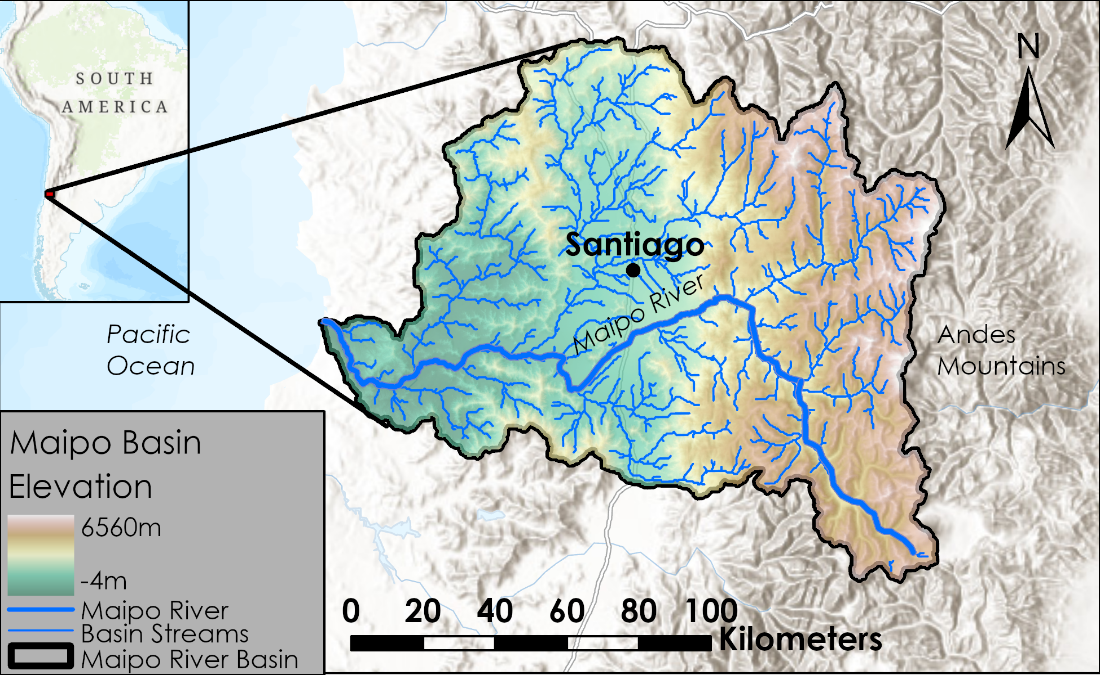 SOUTH
AMERICA
N
Santiago
Maipo River
Pacific
Ocean
Andes
Mountains
Maipo Basin
Elevation
6560m
-4m
Maipo River
Basin Streams
Maipo River Basin
0 20 40 60 80 100
Kilometers